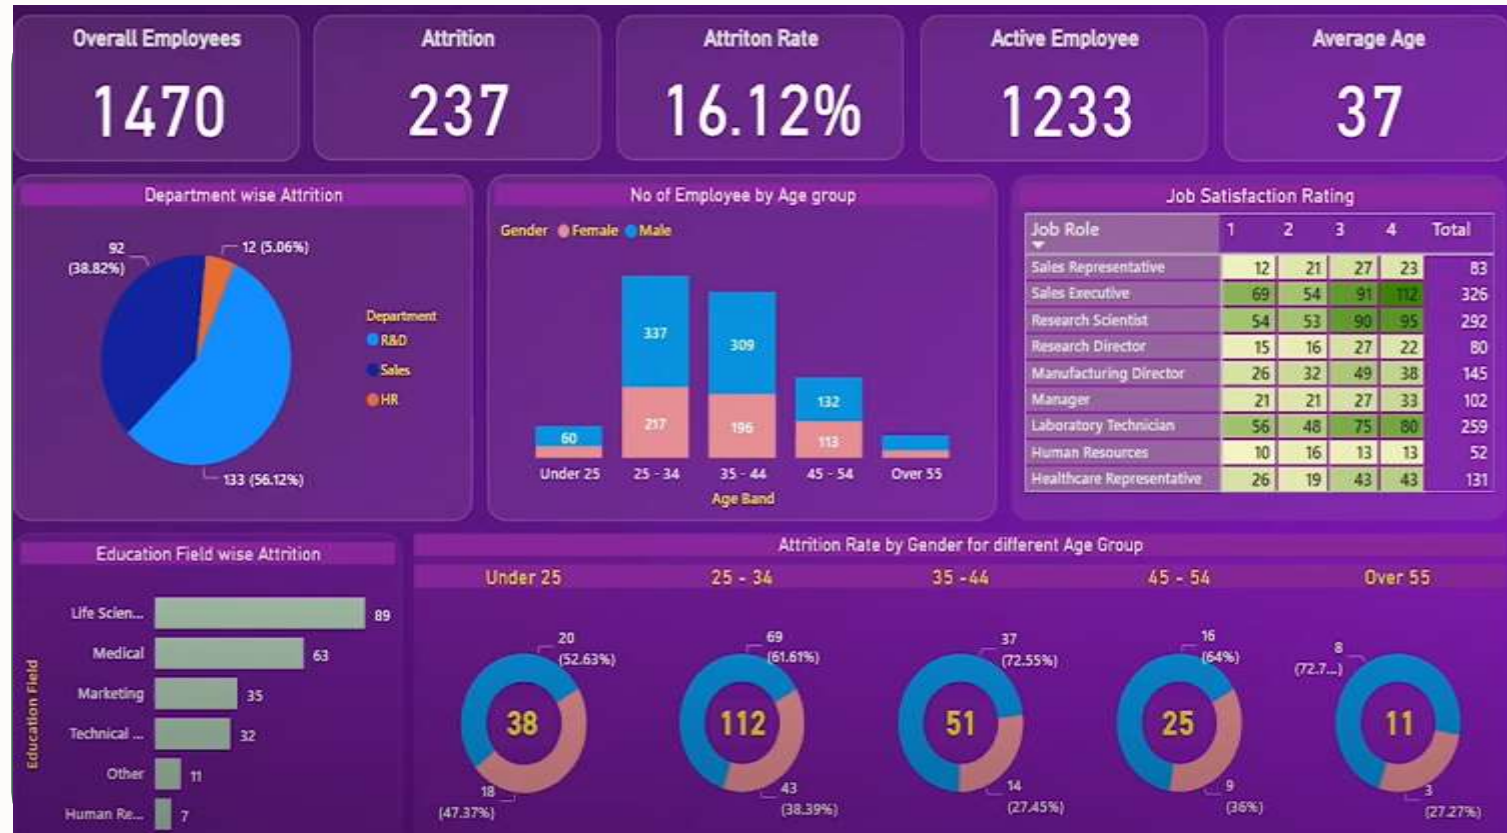 Overall Employees
1470
Attrition
237
Attriton Rate
16.12%
Active Employee
1233
Average Age
37
Department wise Attrition
92
(38.82%)
12 (5.06%)
133 (56.12%)
Department
R&D
Sales
HR
No of Employee by Age group
Gender Female Male
337
309
132
60
217
196
113
Under 25 25 - 34 35 - 44 45 - 54 Over 55
Age Band
Job Satisfaction Rating
Job Role 1 2 3 4 Total
Sales Representative 12 21 27 23 83
Sales Executive 69 54 91 112 326
Research Scientist 54 53 90 95 292
Research Director 15 16 27 22 80
Manufacturing Director 26 32 49 38 145
Manager 21 21 27 33 102
Laboratory Technician 56 48 75 80 259
Human Resources 10 16 13 13 52
Healthcare Representative 26 19 43 43 131
Education Field wise Attrition
Education Field
Life Scien... 89
Medical 63
Marketing 35
Technical ... 32
Other 11
Human Re... 7
Attrition Rate by Gender for different Age Group
Under 25 25 - 34 35 -44 45 - 54 Over 55
20
(52.63%)
38
18
(47.37%)
69
(61.61%)
112
43
(38.39%)
37
(72.55%)
51
14
(27.45%)
16
(64%)
25
9
(36%)
8
(72.7...)
11
3
(27.27%)